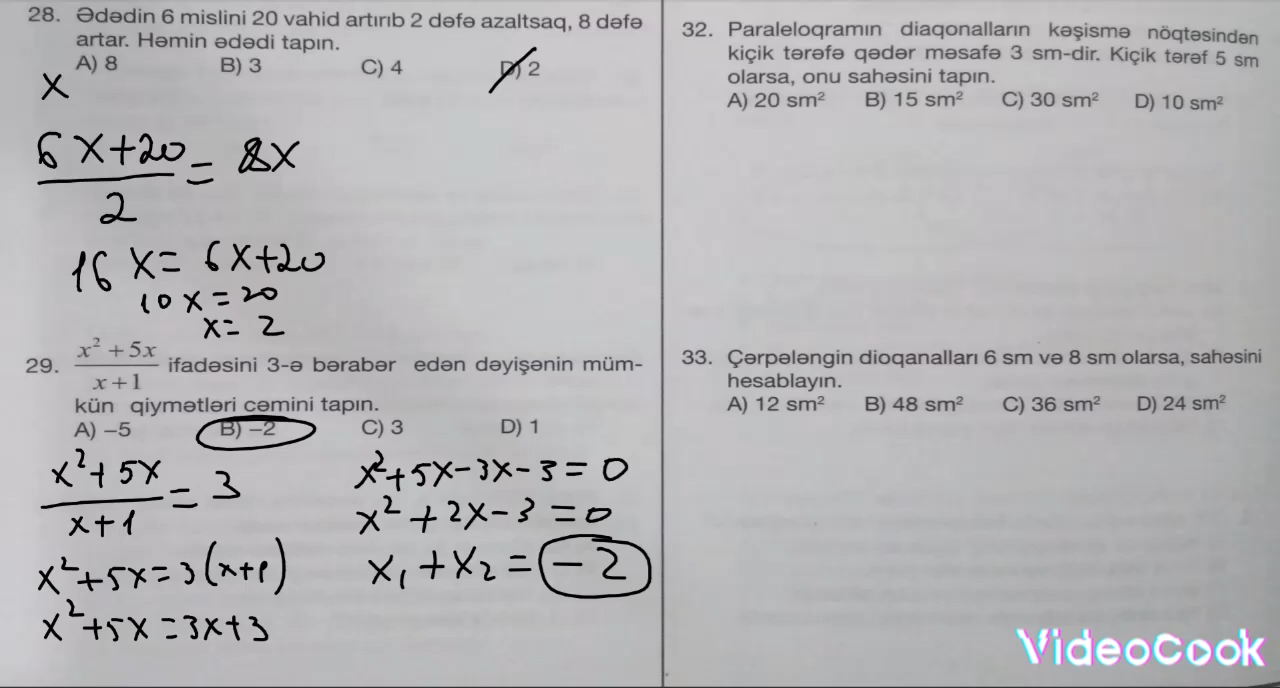 28. Ədədin 6 mislini 20 vahid artırıb 2 dəfə azaltsaq, 8 dəfə
artar. Həmin ədədi tapın.
A) 8 B) 3 C) 4 D) 2
x
6x+20
2
= 8x
16x = 6x+20
10x = 20
x = 2
29. x² + 5x
x + 1
ifadəsini 3-ə bərabər edən dəyişənin müm-
kün qiymətləri cəmini tapın.
A) –5 B) –2 C) 3 D) 1
x²+5x
x+1
= 3
x²+5x=3(x+1)
x²+5x=3x+3
x²+5x-3x-3=0
x²+2x-3=0
x₁+x₂=-2
32. Paraleloqramın diaqonalların kəşismə nöqtəsindən
kiçik tərəfə qədər məsafə 3 sm-dir. Kiçik tərəf 5 sm
olarsa, onu sahəsini tapın.
A) 20 sm² B) 15 sm² C) 30 sm² D) 10 sm²
33. Çərpələngin dioqanalları 6 sm və 8 sm olarsa, sahəsini
hesablayın.
A) 12 sm² B) 48 sm² C) 36 sm² D) 24 sm²
VideoCook